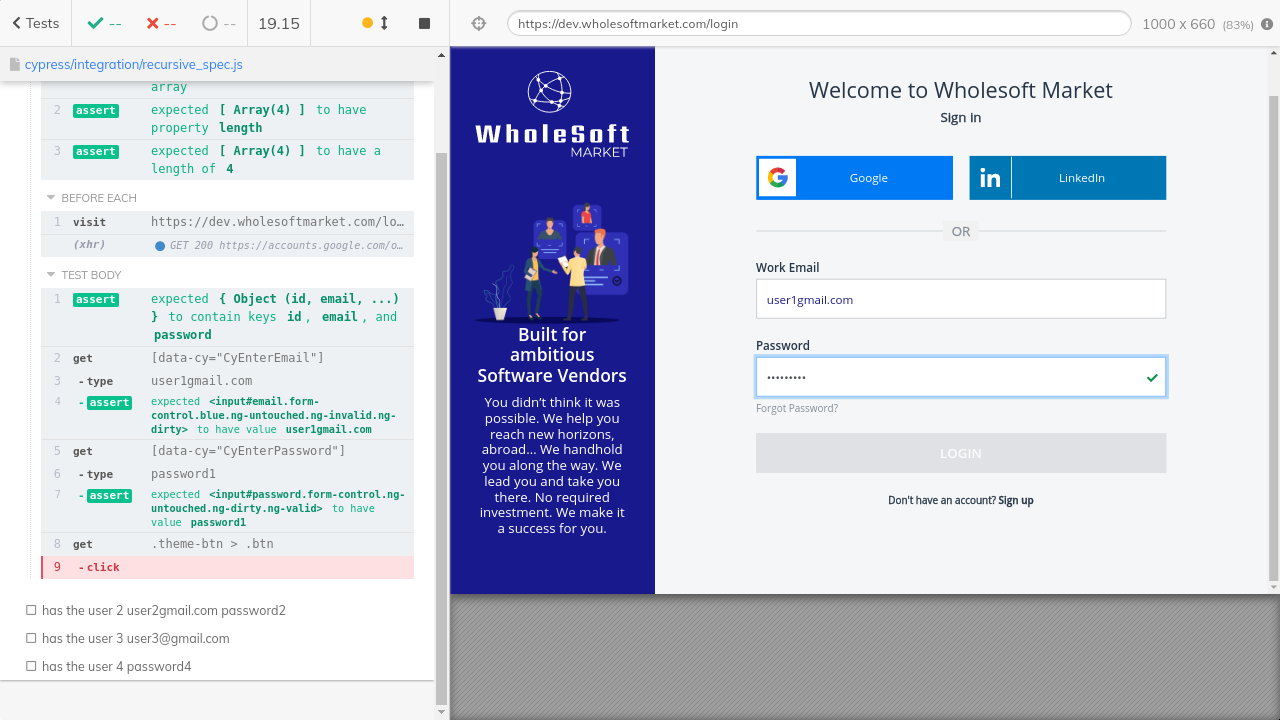 Tests
--
--
--
19.15
https://dev.wholesoftmarket.com/login
1000 x 660 (83%)
cypress/integration/recursive_spec.js
array
2 assert expected [ Array(4) ] to have
property length
3 assert expected [ Array(4) ] to have a
length of 4
BEFORE EACH
1 visit https://dev.wholesoftmarket.com/lo…
(xhr) GET 200 https://accounts.google.com/o…
TEST BODY
1 assert expected { Object (id, email, ...)
} to contain keys id, email, and
password
2 get [data-cy="CyEnterEmail"]
3 -type user1gmail.com
4 -assert expected <input#email.form-
control.blue.ng-untouched.ng-invalid.ng-
dirty> to have value user1gmail.com
5 get [data-cy="CyEnterPassword"]
6 -type password1
7 -assert expected <input#password.form-control.ng-
untouched.ng-dirty.ng-valid> to have
value password1
8 get .theme-btn > .btn
9 -click
has the user 2 user2gmail.com password2
has the user 3 user3@gmail.com
has the user 4 password4
WholeSoft
MARKET
Built for
ambitious
Software Vendors
You didn’t think it was
possible. We help you
reach new horizons,
abroad... We handhold
you along the way. We
lead you and take you
there. No required
investment. We make it
a success for you.
Welcome to Wholesoft Market
Sign In
Google
in LinkedIn
OR
Work Email
user1gmail.com
Password
•••••••••
Forgot Password?
LOGIN
Don't have an account? Sign up